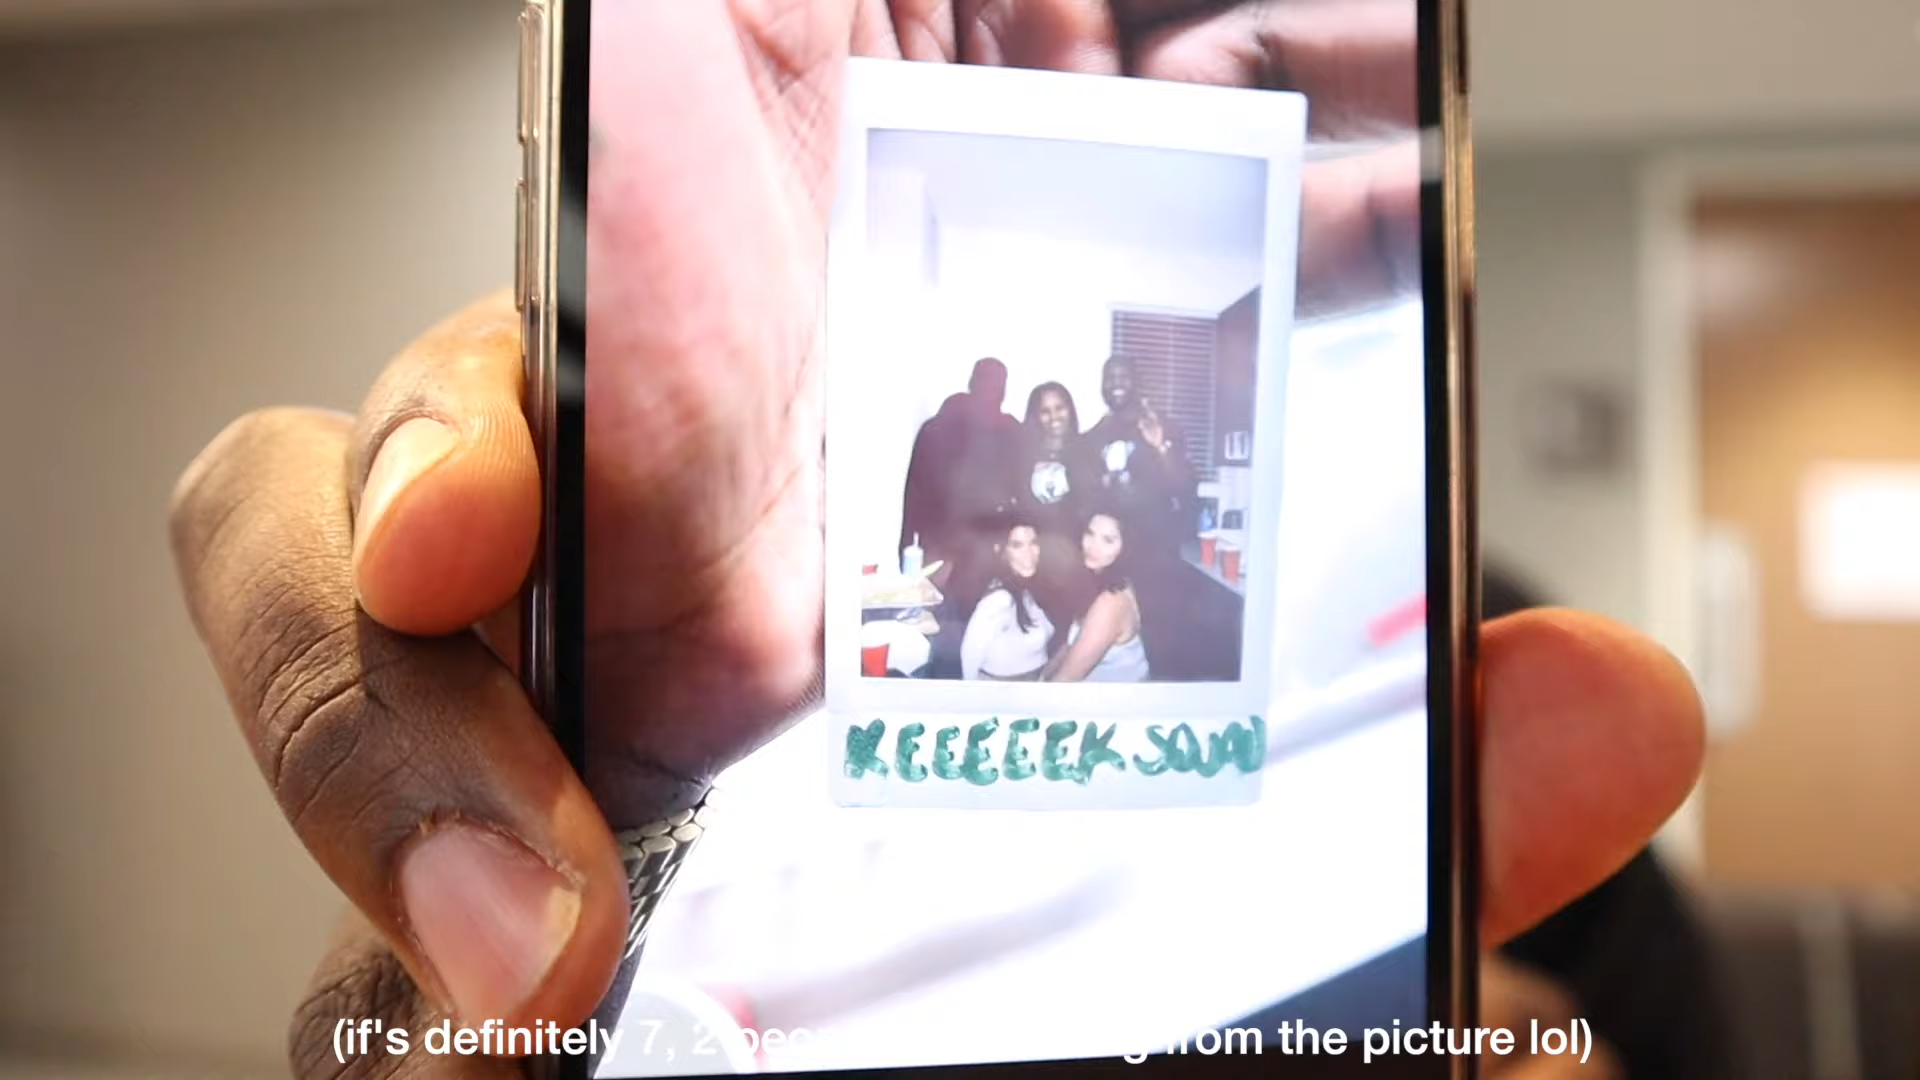 KEEEEEK SQUAD
(if's definitely 7, 2 from the picture lol)